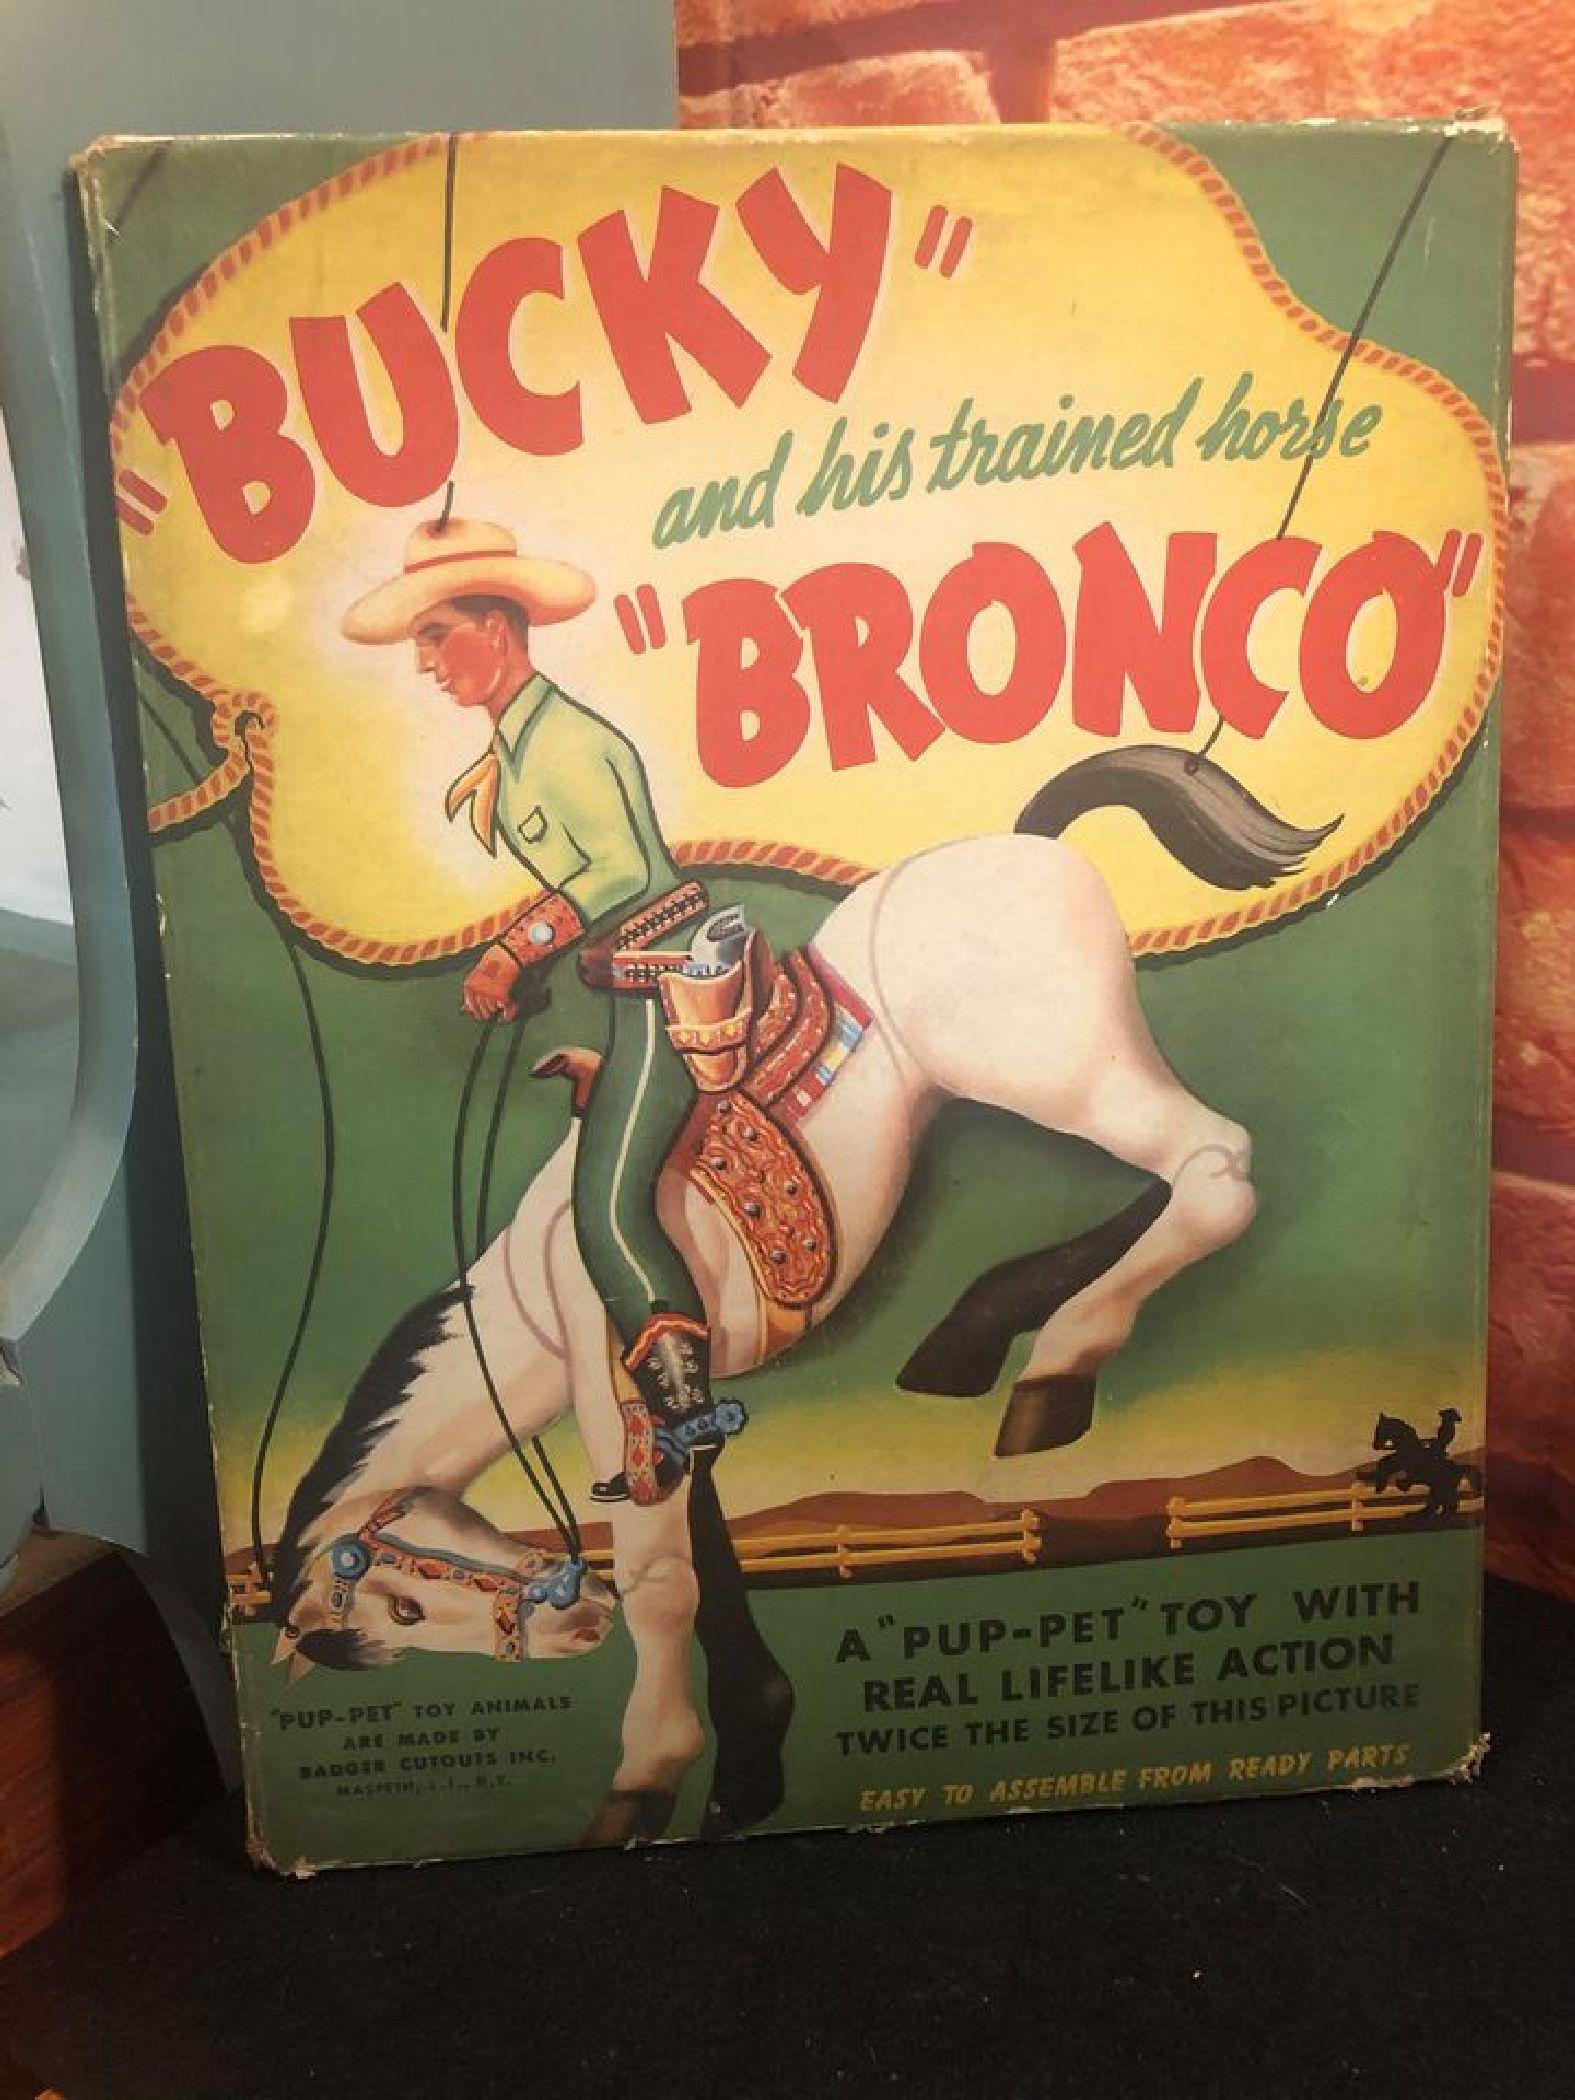 "BUCKY"
and his trained horse
"BRONCO"
A "PUP-PET" TOY WITH
REAL LIFELIKE ACTION
TWICE THE SIZE OF THIS PICTURE
EASY TO ASSEMBLE FROM READY PARTS
"PUP-PET" TOY ANIMALS
ARE MADE BY
BADGER CUTOUTS INC.
MASPETH, L.I., N.Y.